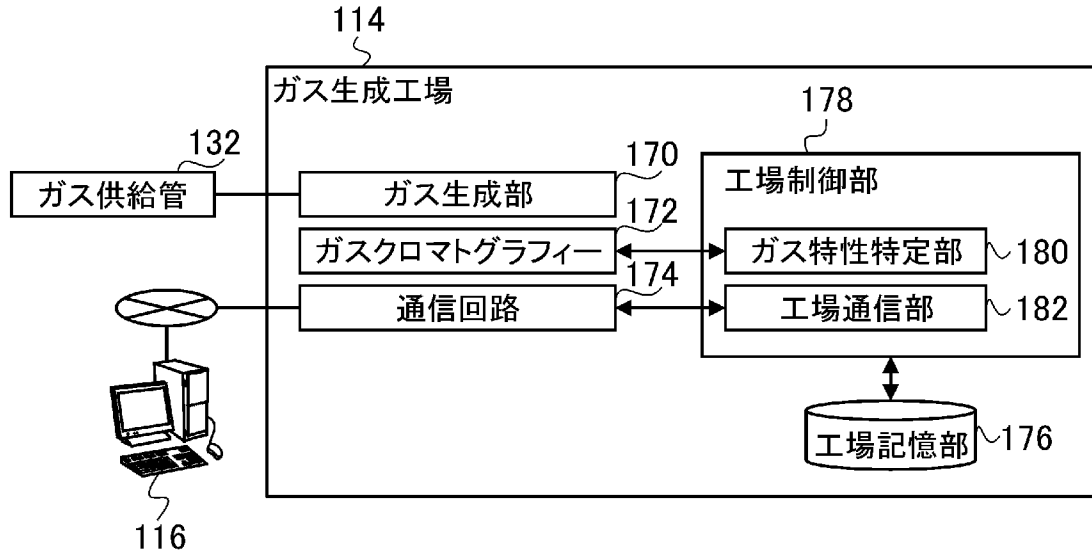 114
ガス生成工場
178
132
170
工場制御部
ガス供給管
ガス生成部
172
ガスクロマトグラフィー
ガス特性特定部
180
174
通信回路
工場通信部
182
工場記憶部
176
116